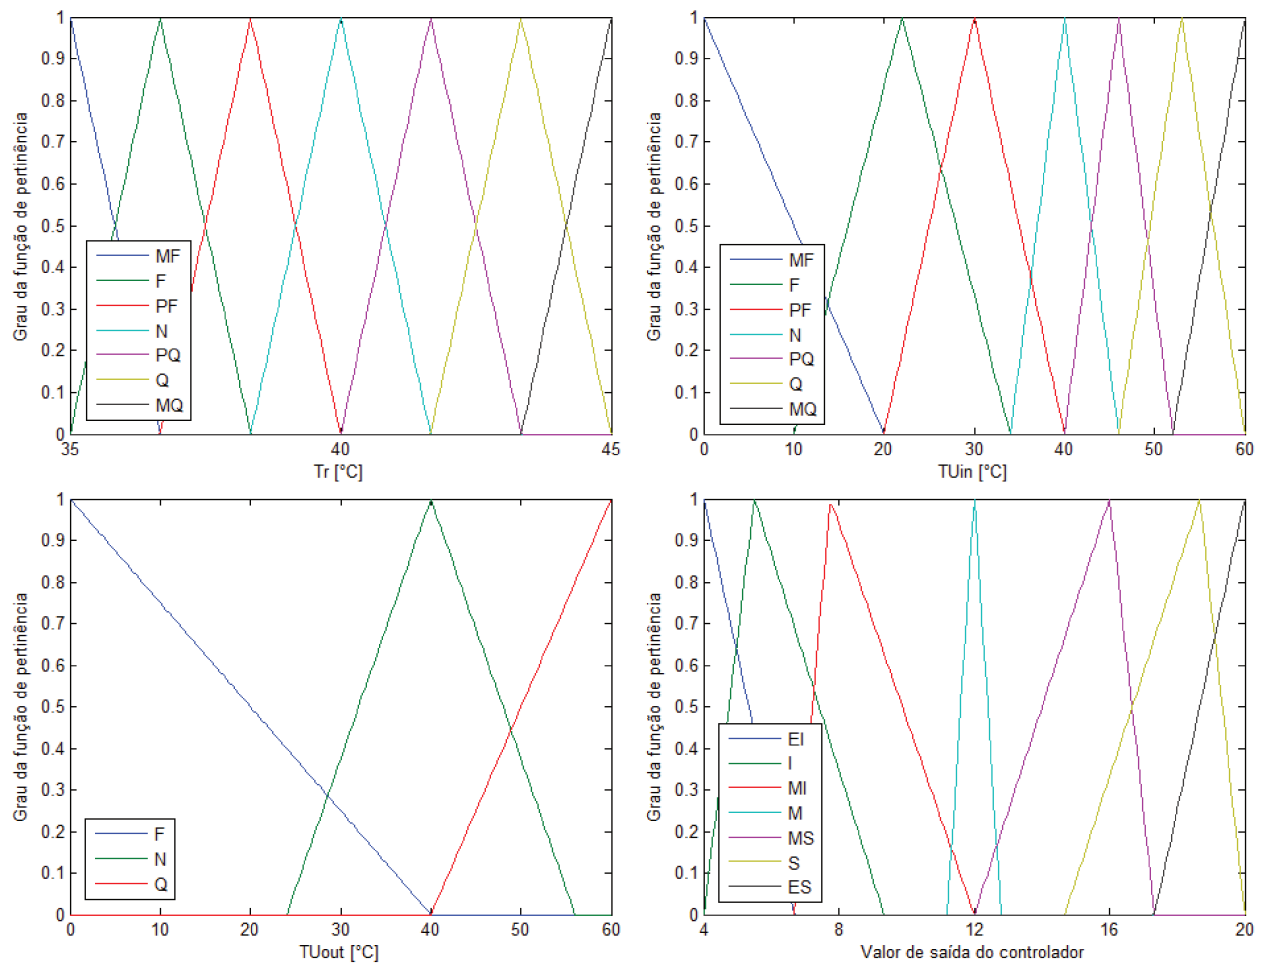 1
0.9
0.8
0.7
0.6
0.5
0.4
0.3
0.2
0.1
0
Grau da função de pertinência
MF
F
PF
N
PQ
Q
MQ
35
40
45
Tr [°C]
1
0.9
0.8
0.7
0.6
0.5
0.4
0.3
0.2
0.1
0
Grau da função de pertinência
MF
F
PF
N
PQ
Q
MQ
0
10
20
30
40
50
60
TUin [°C]
1
0.9
0.8
0.7
0.6
0.5
0.4
0.3
0.2
0.1
0
Grau da função de pertinência
F
N
Q
0
10
20
30
40
50
60
TUout [°C]
1
0.9
0.8
0.7
0.6
0.5
0.4
0.3
0.2
0.1
0
Grau da função de pertinência
EI
I
MI
M
MS
S
ES
4
8
12
16
20
Valor de saída do controlador